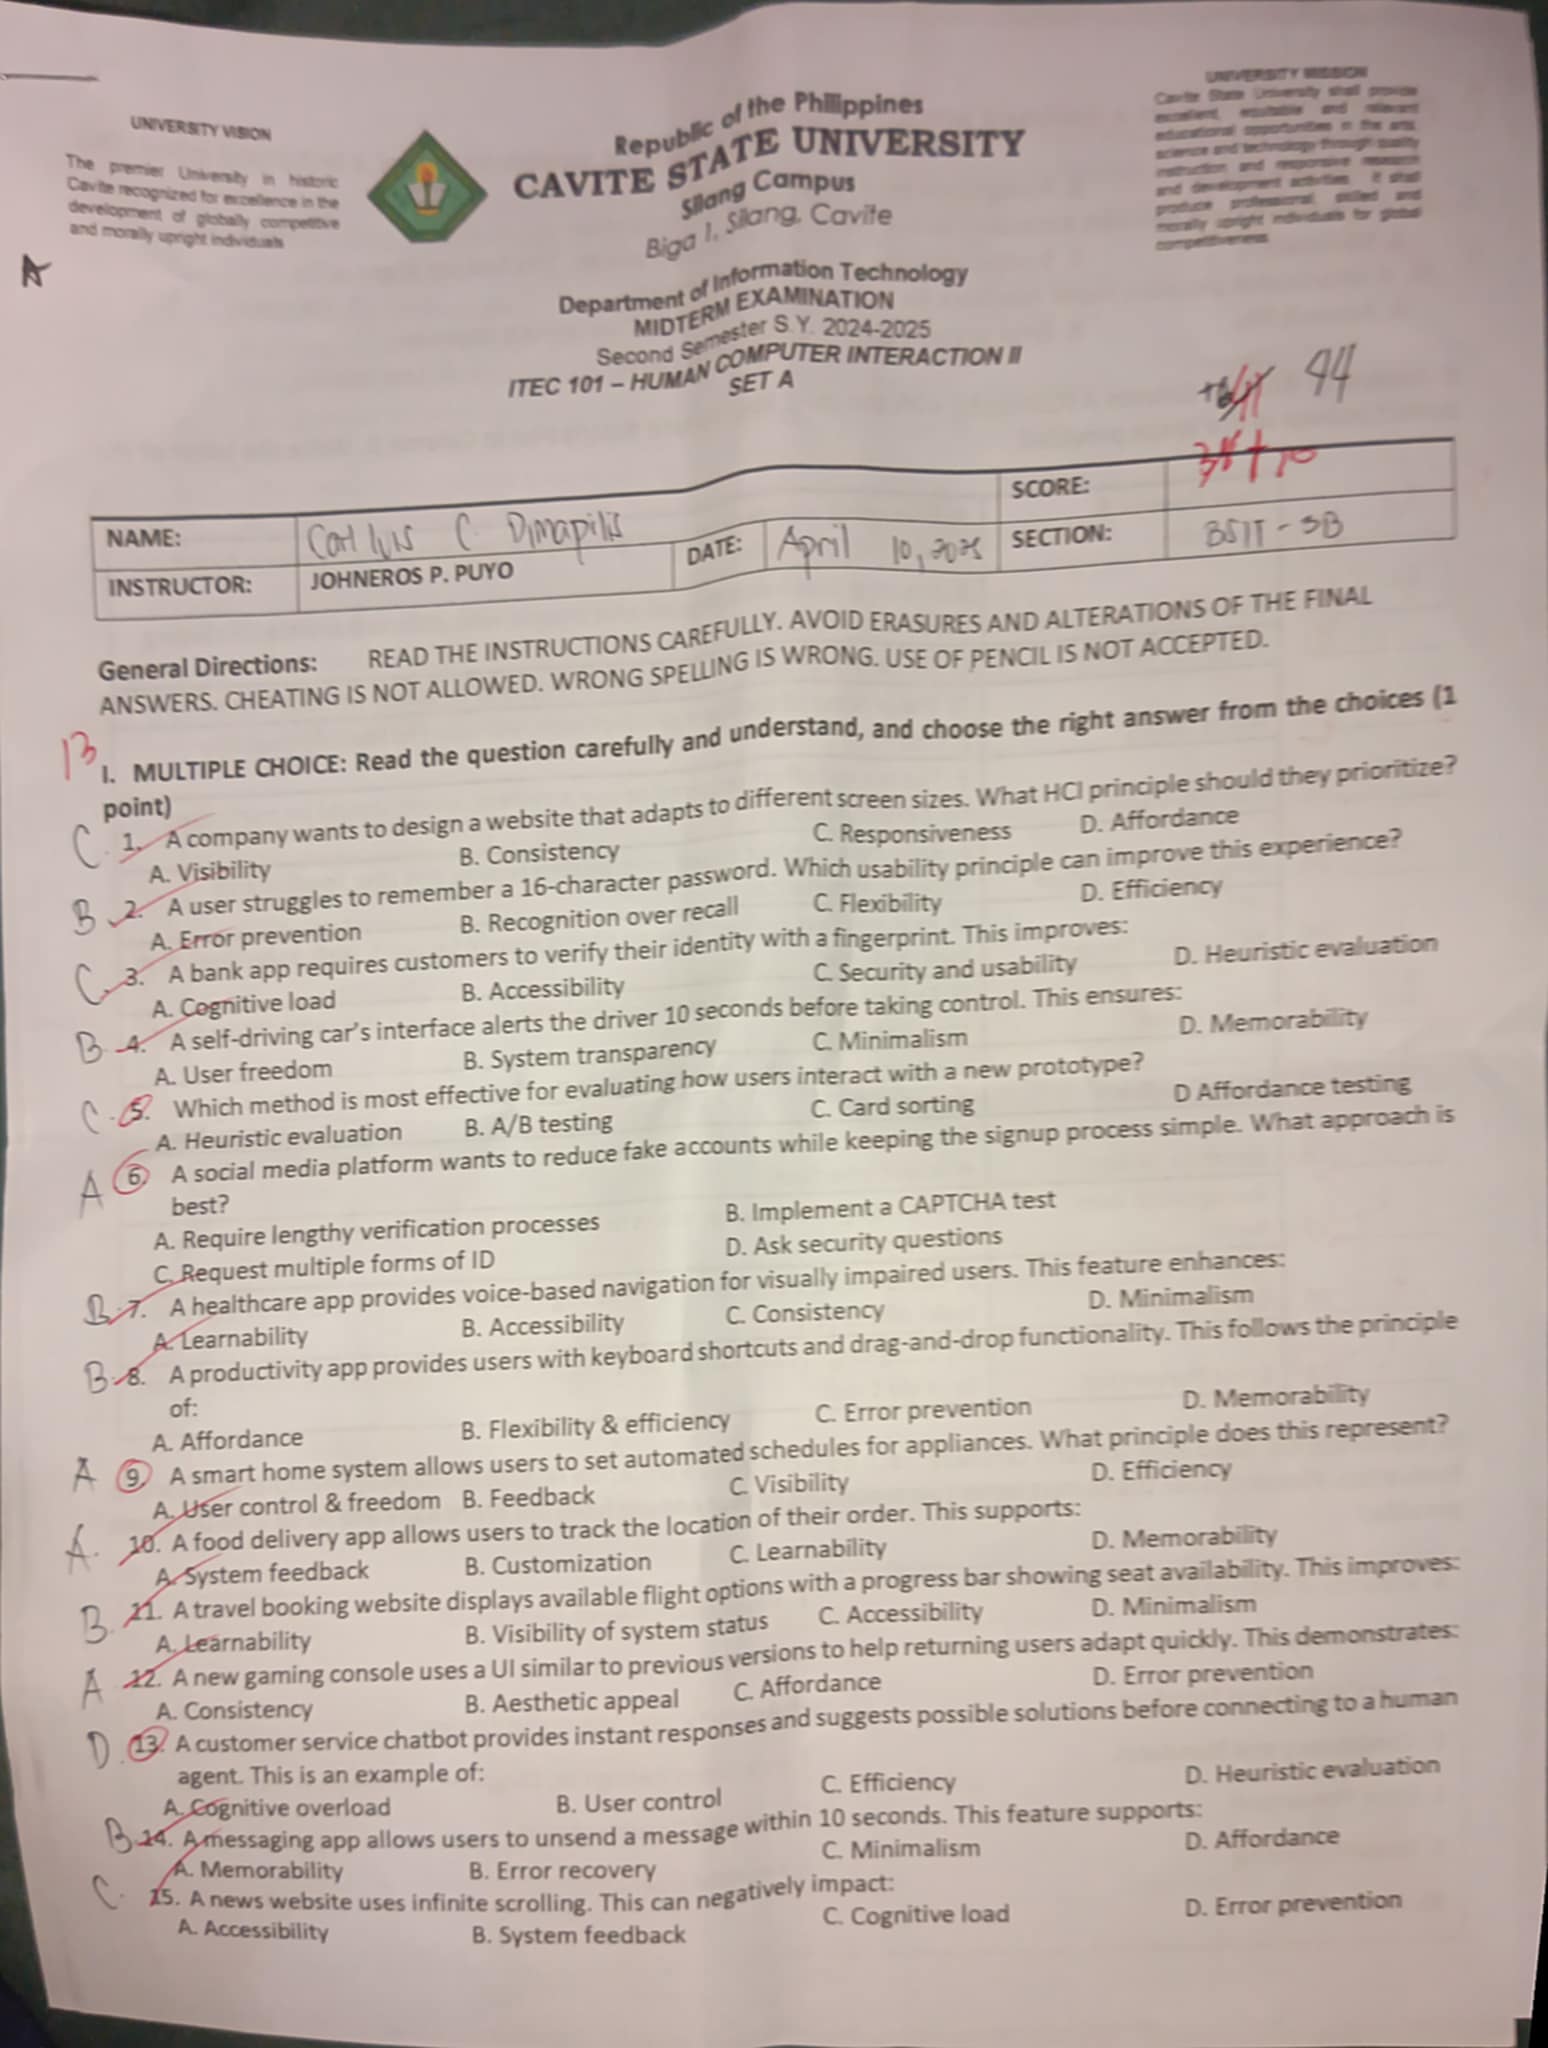 UNIVERSITY VISION
The premier University in historic
Cavite recognized for excellence in the
development of globally competitive
and morally upright individuals
Republic of the Philippines
CAVITE STATE UNIVERSITY
Silang Campus
Biga 1, Silang, Cavite
UNIVERSITY MISSION
Cavite State University shall provide
excellent, equitable and relevant
educational opportunities in the arts,
science and technology through quality
instruction and responsive research
and development activities. It shall
produce professional, skilled and
morally upright individuals for global
competitiveness
A
Department of Information Technology
MIDTERM EXAMINATION
Second Semester S.Y. 2024-2025
ITEC 101 – HUMAN COMPUTER INTERACTION II
SET A
44
NAME: C. Dimapilis SCORE:
INSTRUCTOR: JOHNEROS P. PUYO DATE: April 10, 2025 SECTION: BSIT - 3B
General Directions: READ THE INSTRUCTIONS CAREFULLY. AVOID ERASURES AND ALTERATIONS OF THE FINAL
ANSWERS. CHEATING IS NOT ALLOWED. WRONG SPELLING IS WRONG. USE OF PENCIL IS NOT ACCEPTED.
13
I. MULTIPLE CHOICE: Read the question carefully and understand, and choose the right answer from the choices (1
point)
C. 1. A company wants to design a website that adapts to different screen sizes. What HCI principle should they prioritize?
A. Visibility B. Consistency C. Responsiveness D. Affordance
B 2. A user struggles to remember a 16-character password. Which usability principle can improve this experience?
A. Error prevention B. Recognition over recall C. Flexibility D. Efficiency
C. 3. A bank app requires customers to verify their identity with a fingerprint. This improves:
A. Cognitive load B. Accessibility C. Security and usability D. Heuristic evaluation
B 4. A self-driving car’s interface alerts the driver 10 seconds before taking control. This ensures:
A. User freedom B. System transparency C. Minimalism D. Memorability
C. 5. Which method is most effective for evaluating how users interact with a new prototype?
A. Heuristic evaluation B. A/B testing C. Card sorting D Affordance testing
A 6. A social media platform wants to reduce fake accounts while keeping the signup process simple. What approach is
best?
A. Require lengthy verification processes B. Implement a CAPTCHA test
C. Request multiple forms of ID D. Ask security questions
B. 7. A healthcare app provides voice-based navigation for visually impaired users. This feature enhances:
A. Learnability B. Accessibility C. Consistency D. Minimalism
B. 8. A productivity app provides users with keyboard shortcuts and drag-and-drop functionality. This follows the principle
of:
A. Affordance B. Flexibility & efficiency C. Error prevention D. Memorability
A 9. A smart home system allows users to set automated schedules for appliances. What principle does this represent?
A. User control & freedom B. Feedback C. Visibility D. Efficiency
A. 10. A food delivery app allows users to track the location of their order. This supports:
A. System feedback B. Customization C. Learnability D. Memorability
B. 11. A travel booking website displays available flight options with a progress bar showing seat availability. This improves:
A. Learnability B. Visibility of system status C. Accessibility D. Minimalism
A 12. A new gaming console uses a UI similar to previous versions to help returning users adapt quickly. This demonstrates:
A. Consistency B. Aesthetic appeal C. Affordance D. Error prevention
D. 13. A customer service chatbot provides instant responses and suggests possible solutions before connecting to a human
agent. This is an example of:
A. Cognitive overload B. User control C. Efficiency D. Heuristic evaluation
B 14. A messaging app allows users to unsend a message within 10 seconds. This feature supports:
A. Memorability B. Error recovery C. Minimalism D. Affordance
C. 15. A news website uses infinite scrolling. This can negatively impact:
A. Accessibility B. System feedback C. Cognitive load D. Error prevention